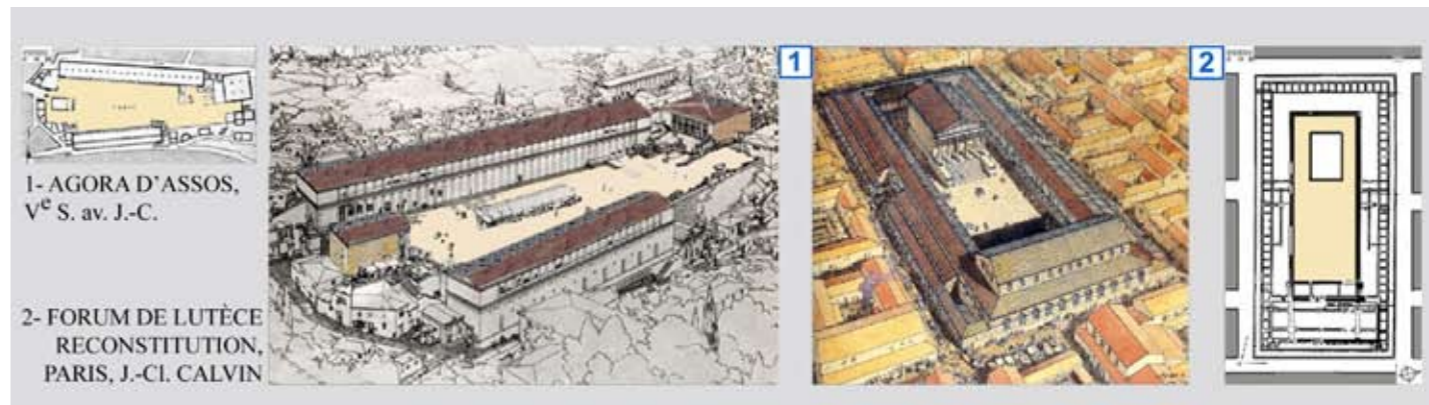 1- AGORA D'ASSOS,
Ve S. av. J.-C.
2- FORUM DE LUTÈCE
RECONSTITUTION,
PARIS, J.-Cl. CALVIN
1
2